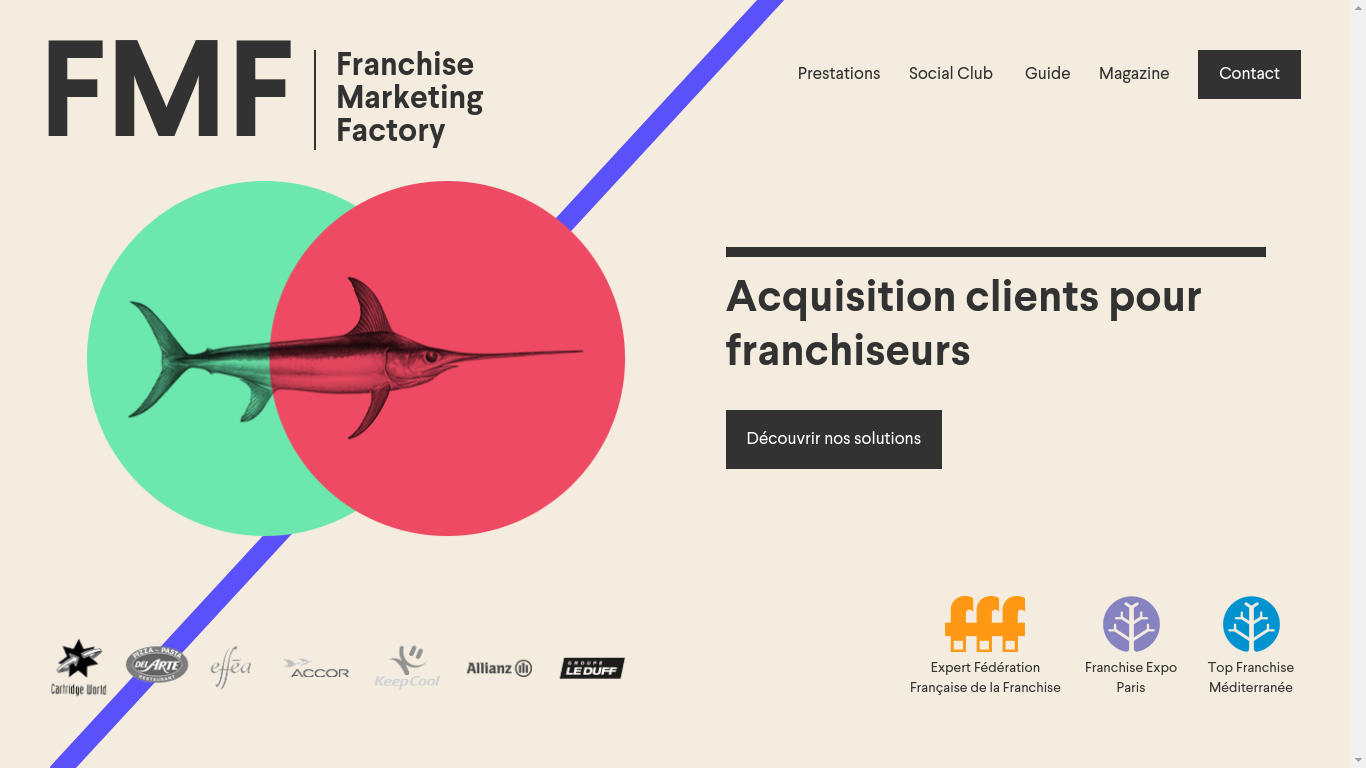 FMF
Franchise
Marketing
Factory
Prestations
Social Club
Guide
Magazine
Contact
Acquisition clients pour
franchiseurs
Découvrir nos solutions
Cartridge World
PIZZA - PASTA
DEL ARTE
RESTAURANT
effēa
ACCOR
KeepCool
Allianz
GROUPE
LE DUFF
fff
Expert Fédération
Française de la Franchise
Franchise Expo
Paris
Top Franchise
Méditerranée